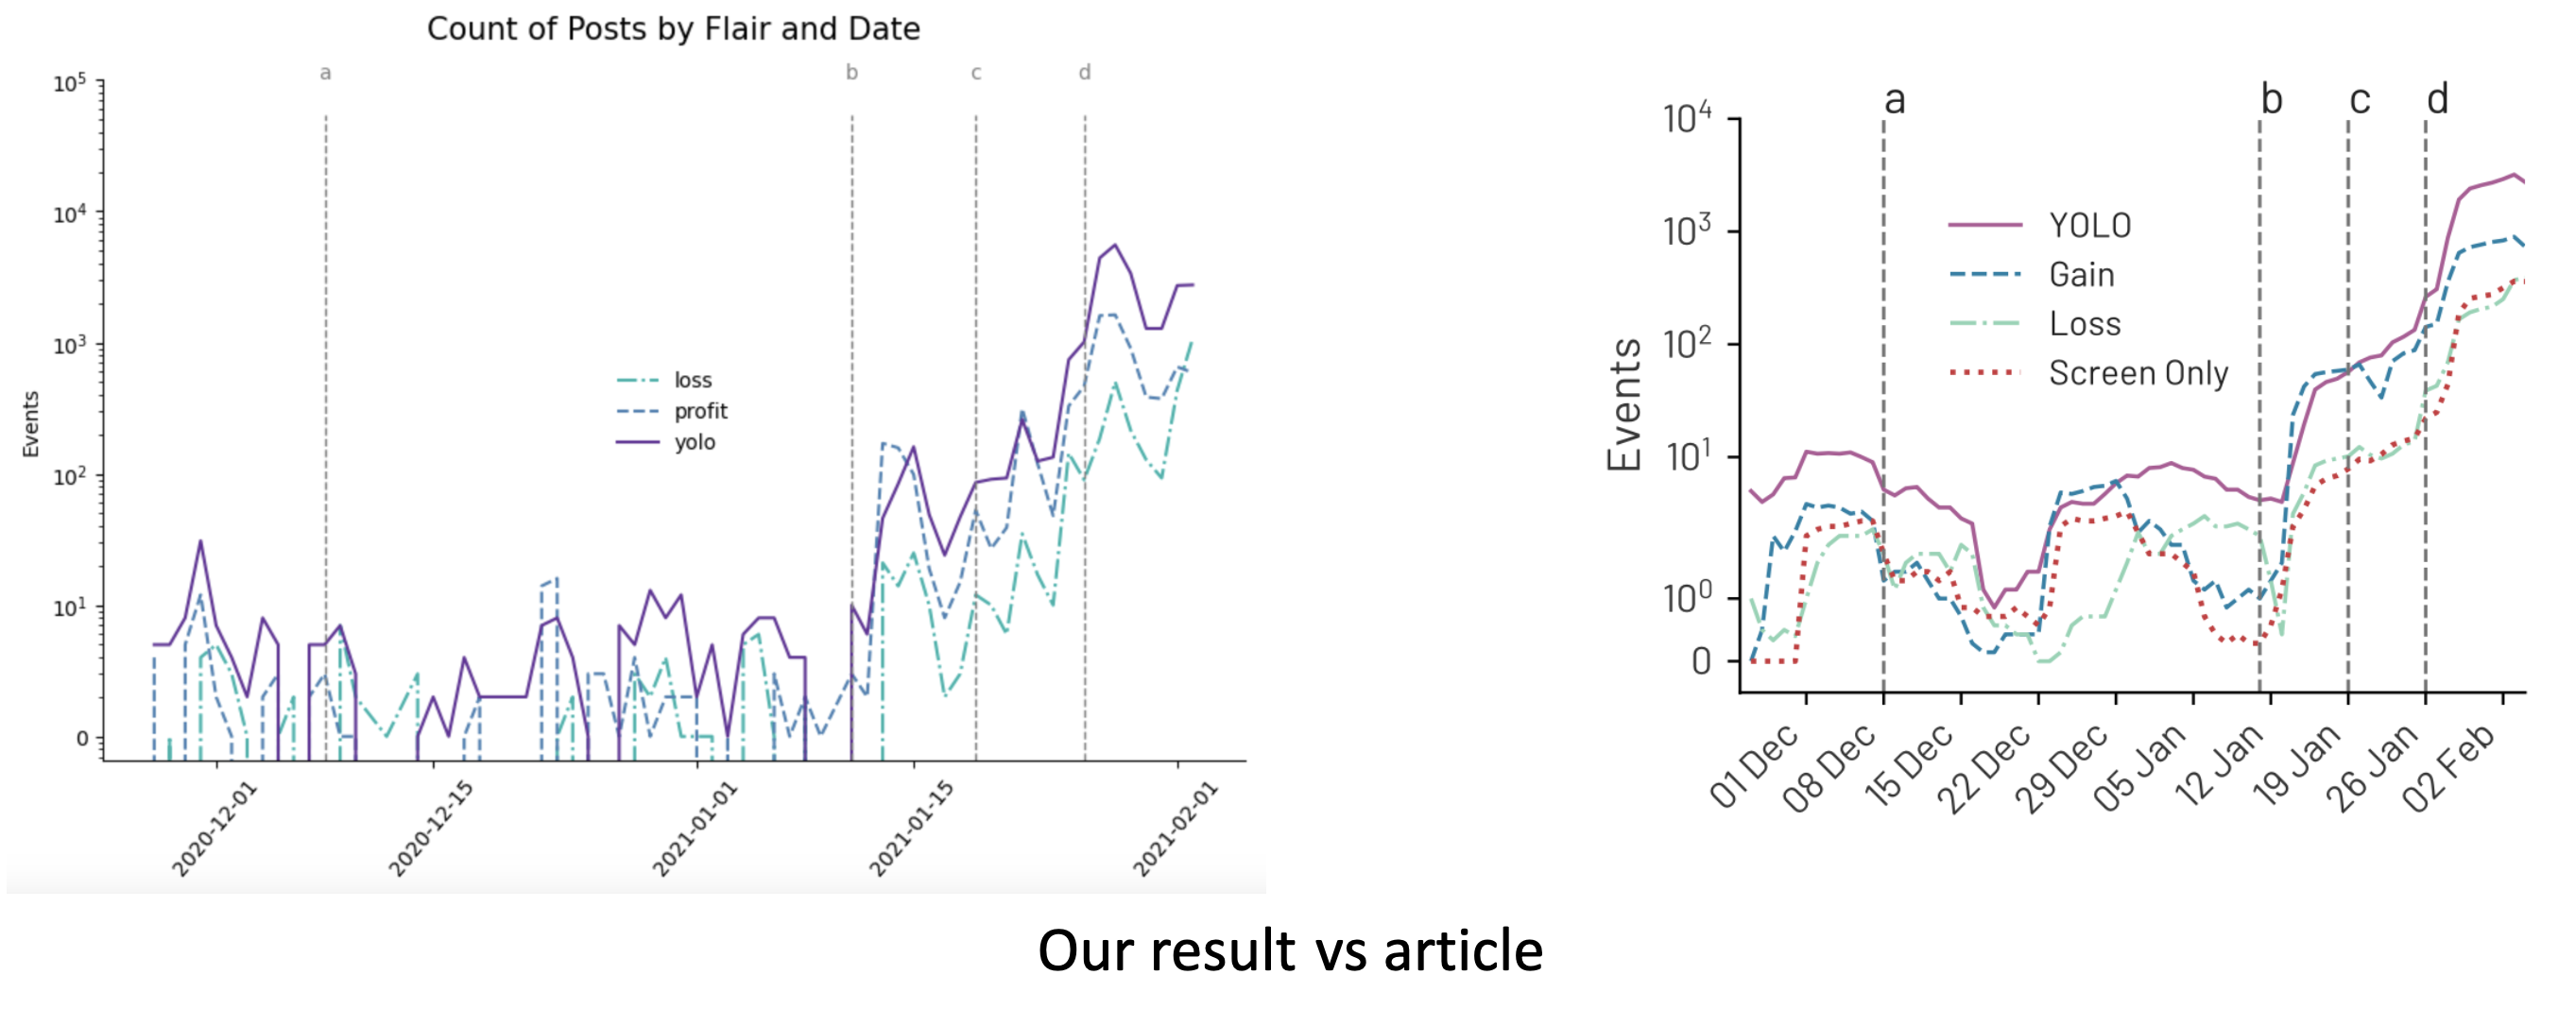 Count of Posts by Flair and Date
a
b
c
d
10⁵
10⁴
10³
10²
10¹
0
Events
loss
profit
yolo
2020-12-01
2020-12-15
2021-01-01
2021-01-15
2021-02-01
a
b
c
d
10⁴
10³
10²
10¹
10⁰
0
Events
YOLO
Gain
Loss
Screen Only
01 Dec
08 Dec
15 Dec
22 Dec
29 Dec
05 Jan
12 Jan
19 Jan
26 Jan
02 Feb
Our result vs article